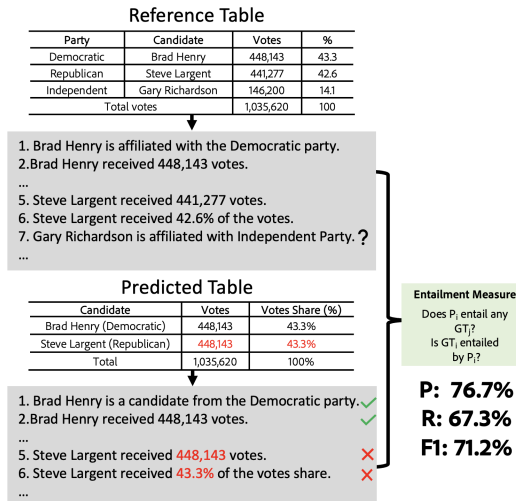 Reference Table
Party Candidate Votes %
Democratic Brad Henry 448,143 43.3
Republican Steve Largent 441,277 42.6
Independent Gary Richardson 146,200 14.1
Total votes 1,035,620 100
1. Brad Henry is affiliated with the Democratic party.
2.Brad Henry received 448,143 votes.
...
5. Steve Largent received 441,277 votes.
6. Steve Largent received 42.6% of the votes.
7. Gary Richardson is affiliated with Independent Party. ?
...
Predicted Table
Candidate Votes Votes Share (%)
Brad Henry (Democratic) 448,143 43.3%
Steve Largent (Republican) 448,143 43.3%
Total 1,035,620 100%
1. Brad Henry is a candidate from the Democratic party.
2.Brad Henry received 448,143 votes.
...
5. Steve Largent received 448,143 votes.
6. Steve Largent received 43.3% of the votes share.
...
Entailment Measure
Does Pi entail any
GTj?
Is GTi entailed
by Pi?
P: 76.7%
R: 67.3%
F1: 71.2%